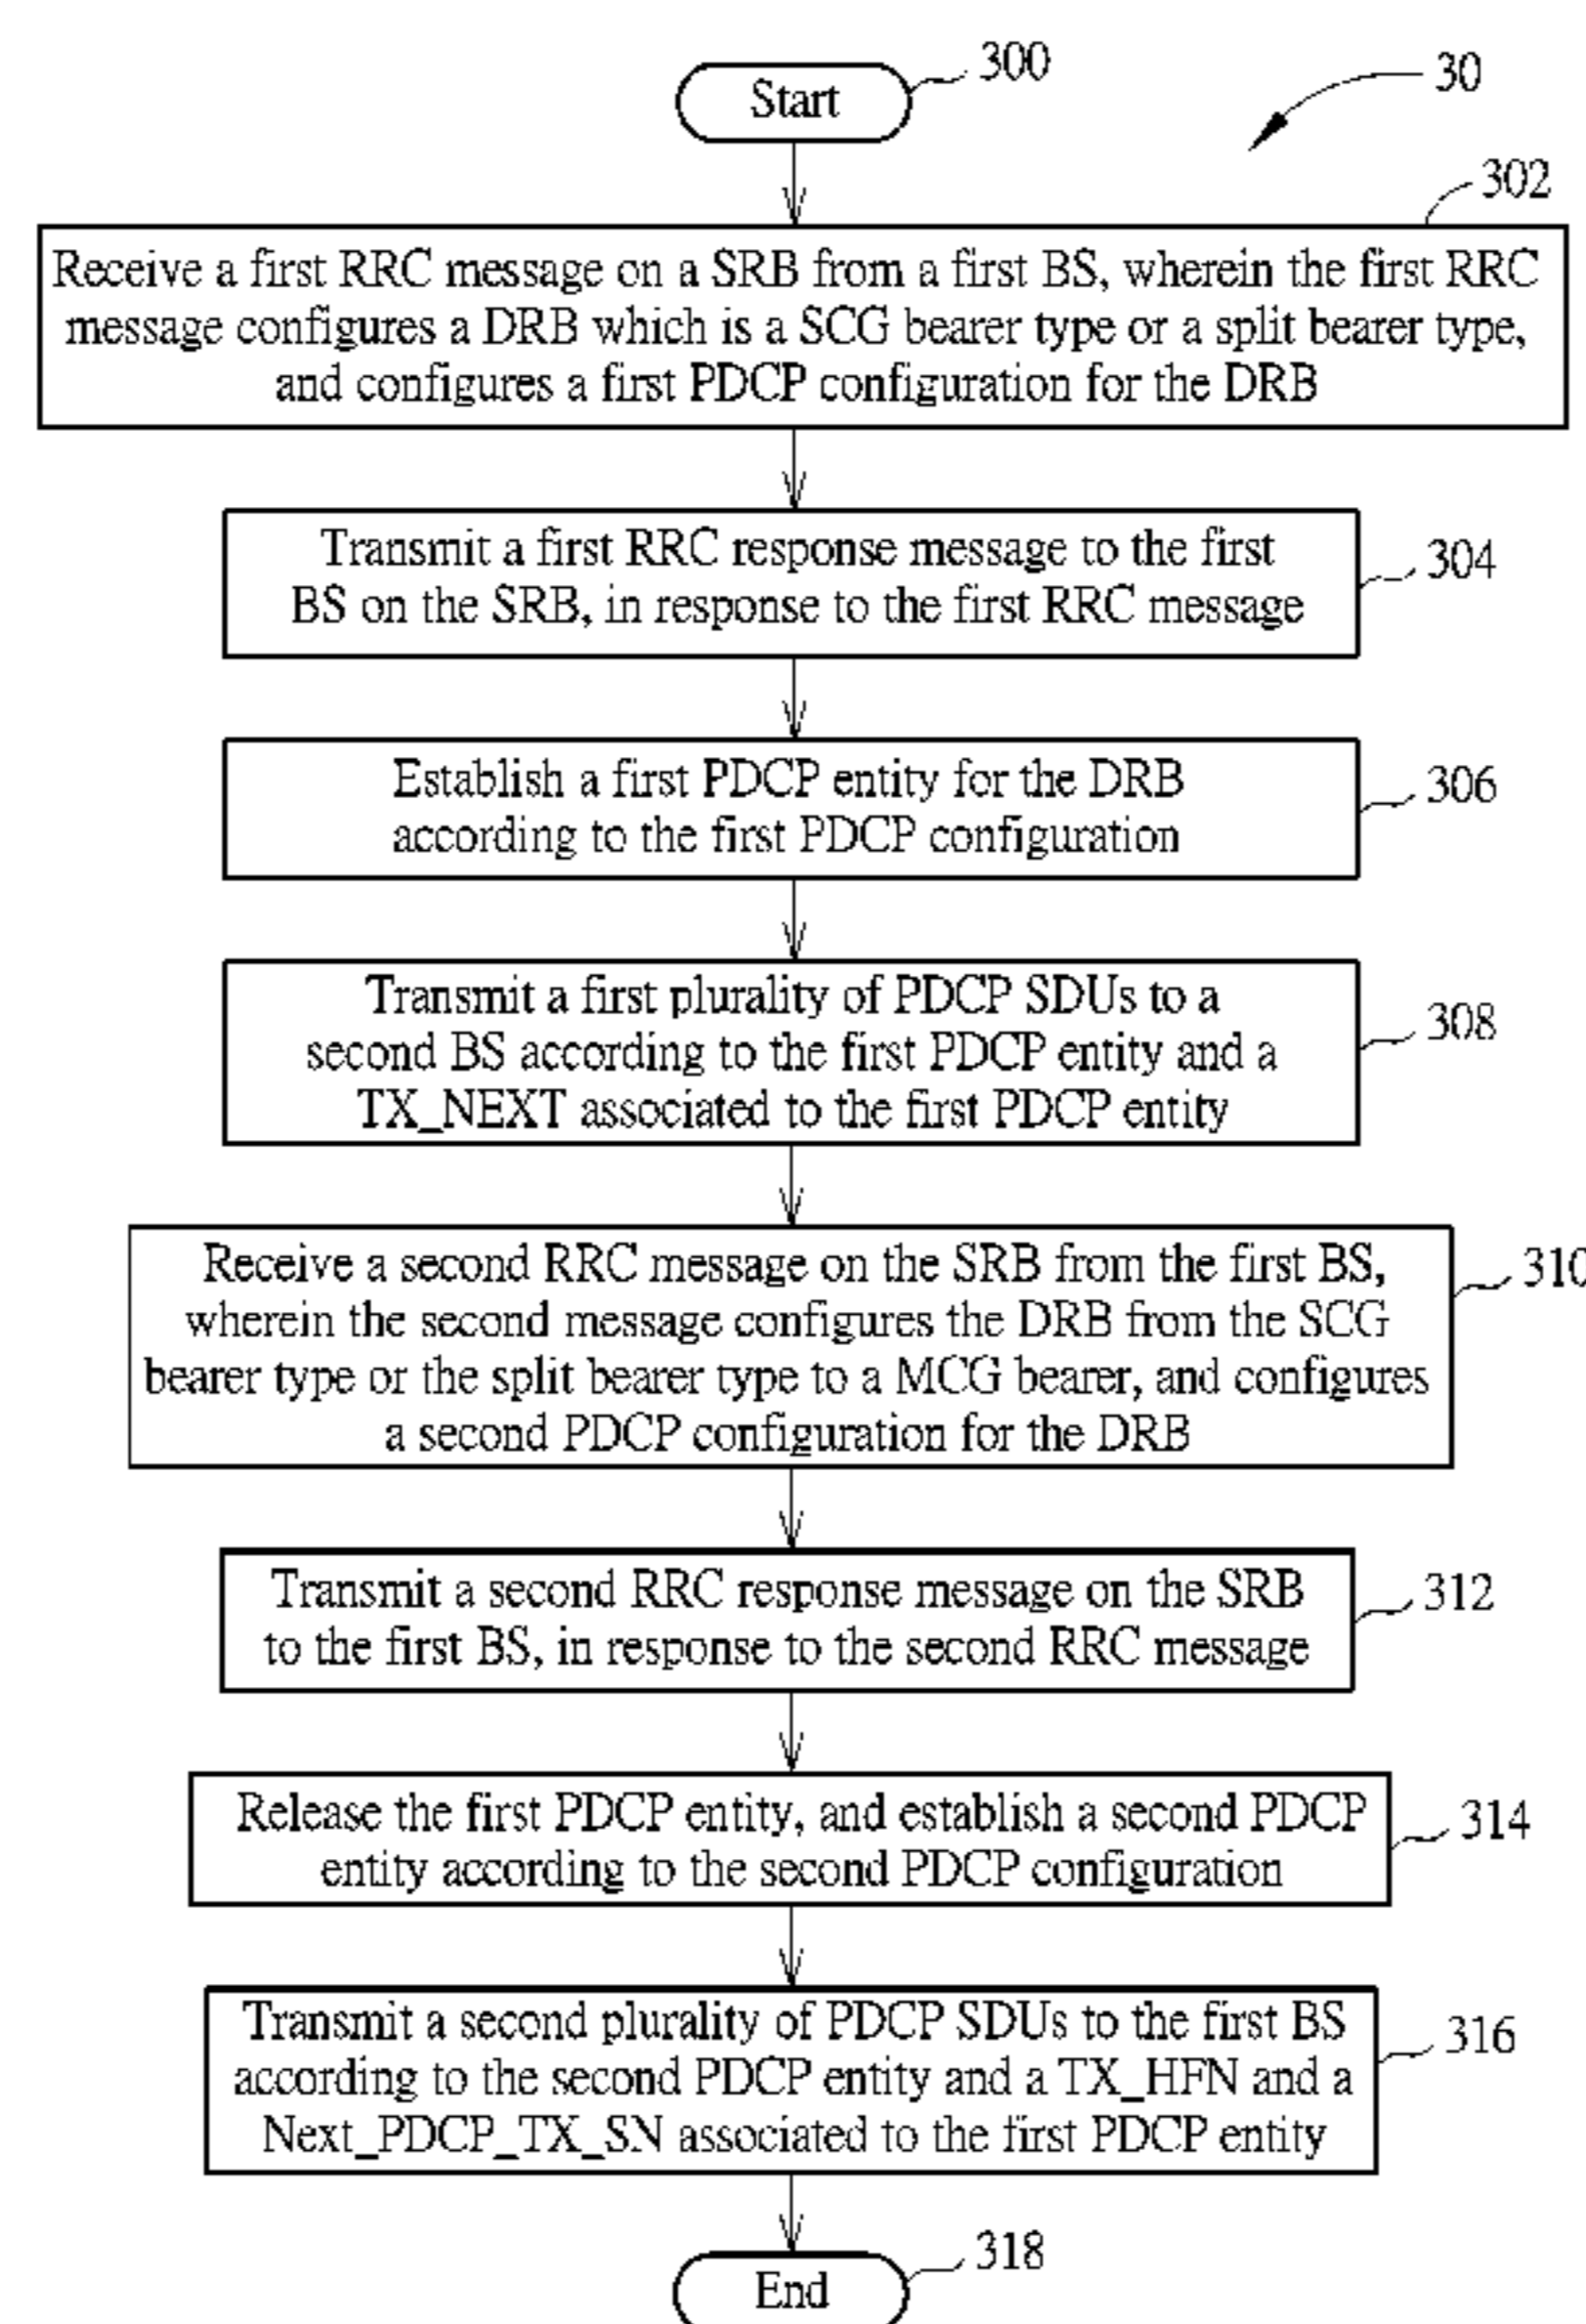 300
Start
30
302
Receive a first RRC message on a SRB from a first BS, wherein the first RRC
message configures a DRB which is a SCG bearer type or a split bearer type,
and configures a first PDCP configuration for the DRB
Transmit a first RRC response message to the first
BS on the SRB, in response to the first RRC message
304
Establish a first PDCP entity for the DRB
according to the first PDCP configuration
306
Transmit a first plurality of PDCP SDUs to a
second BS according to the first PDCP entity and a
TX_NEXT associated to the first PDCP entity
308
Receive a second RRC message on the SRB from the first BS,
wherein the second message configures the DRB from the SCG
bearer type or the split bearer type to a MCG bearer, and configures
a second PDCP configuration for the DRB
310
Transmit a second RRC response message on the SRB
to the first BS, in response to the second RRC message
312
Release the first PDCP entity, and establish a second PDCP
entity according to the second PDCP configuration
314
Transmit a second plurality of PDCP SDUs to the first BS
according to the second PDCP entity and a TX_HFN and a
Next_PDCP_TX_SN associated to the first PDCP entity
316
318
End